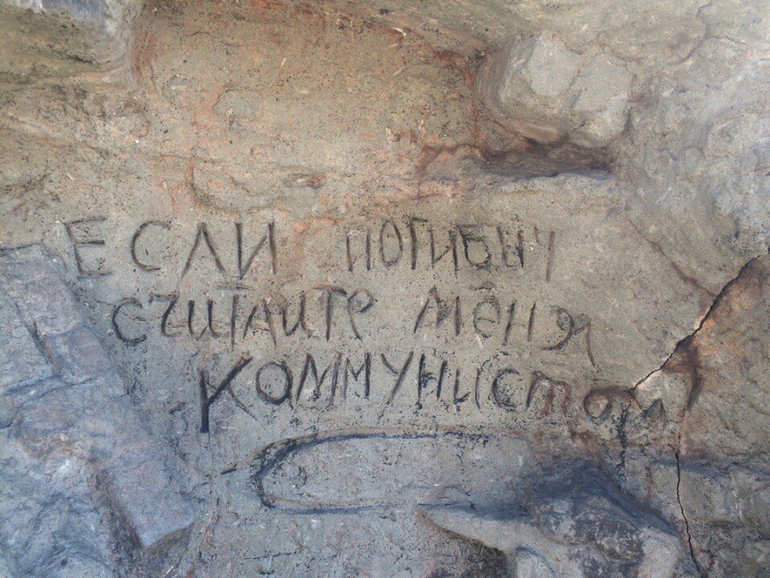 Если погибну
считайте меня
коммунистом